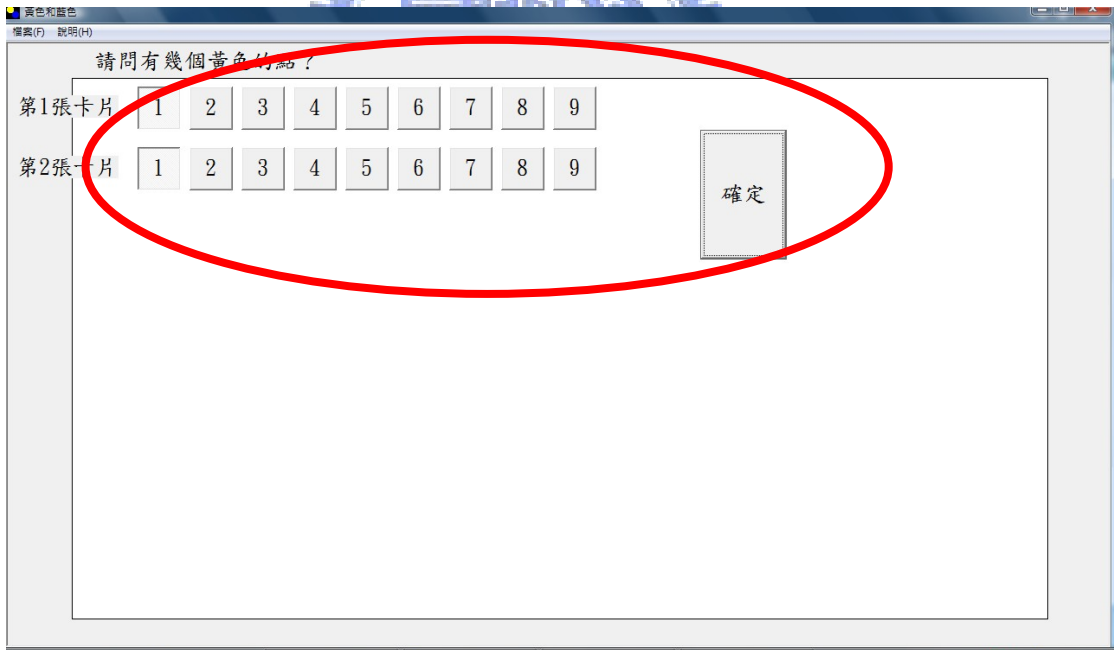 黃色和藍色
檔案(F) 說明(H)
請問有幾個黃色的點？
第1張卡片 1 2 3 4 5 6 7 8 9
第2張卡片 1 2 3 4 5 6 7 8 9
確定